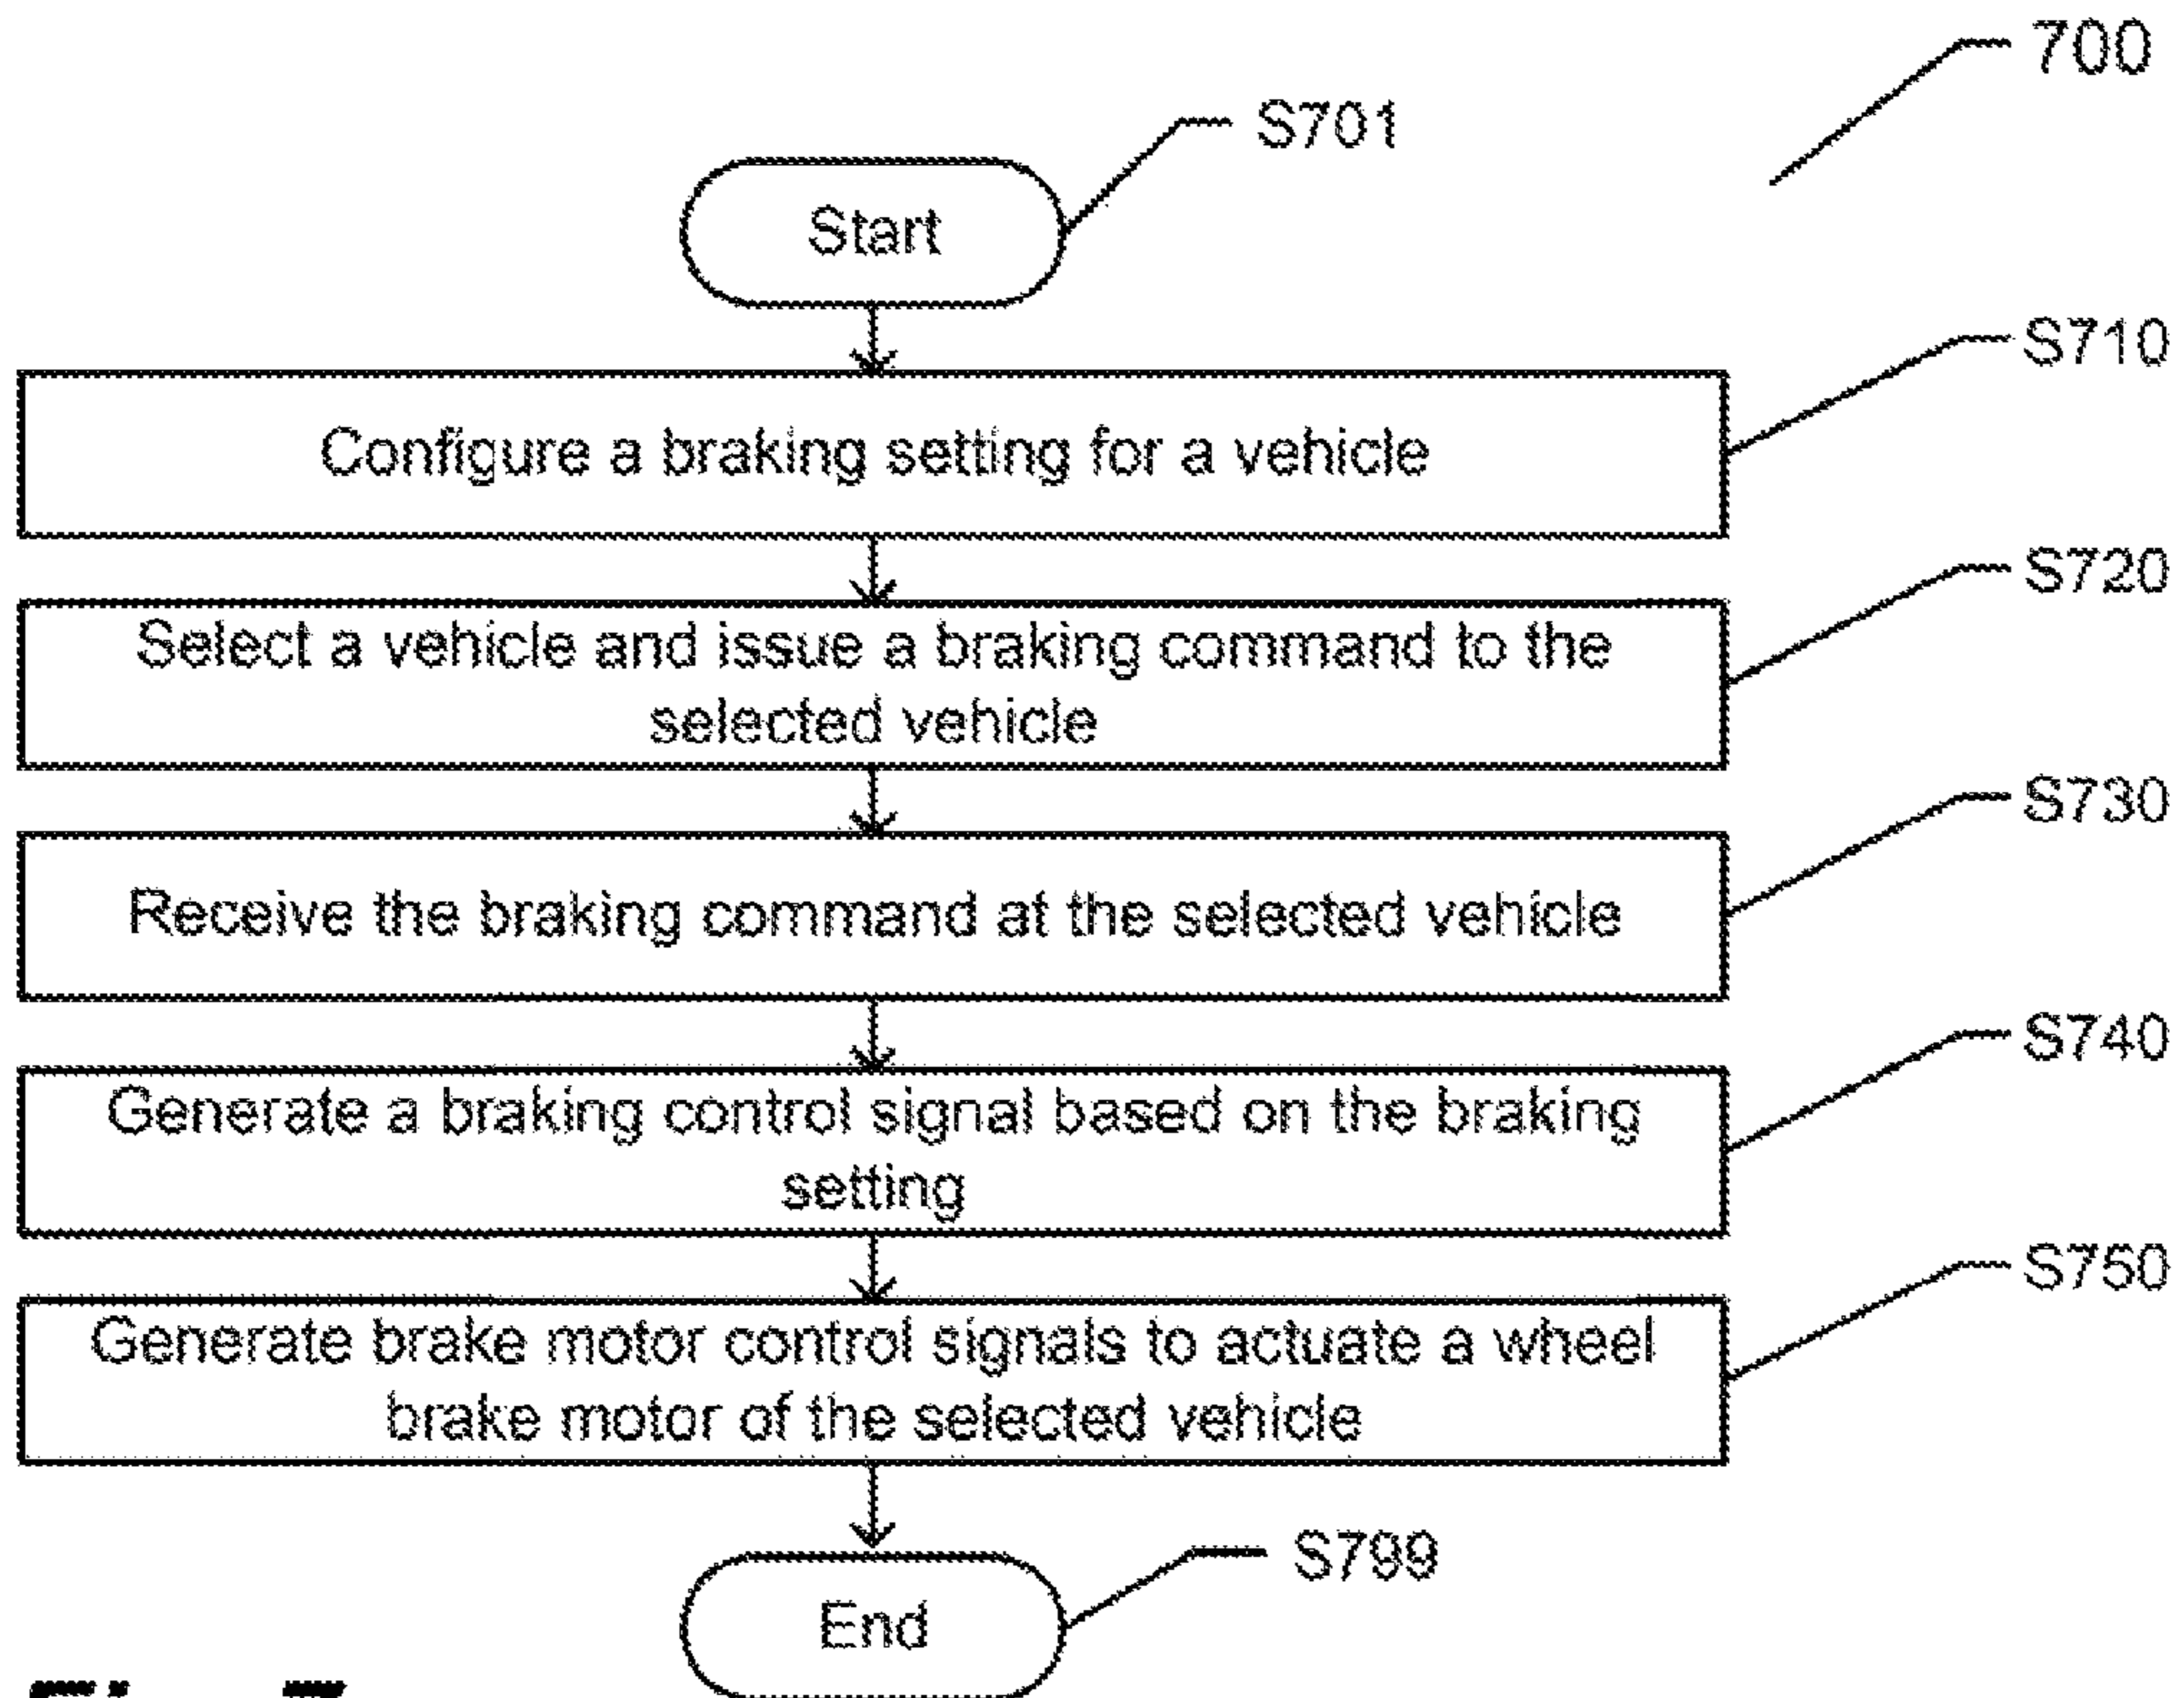 700
S701
Start
S710
Configure a braking setting for a vehicle
S720
Select a vehicle and issue a braking command to the
selected vehicle
S730
Receive the braking command at the selected vehicle
S740
Generate a braking control signal based on the braking
setting
S750
Generate brake motor control signals to actuate a wheel
brake motor of the selected vehicle
S799
End